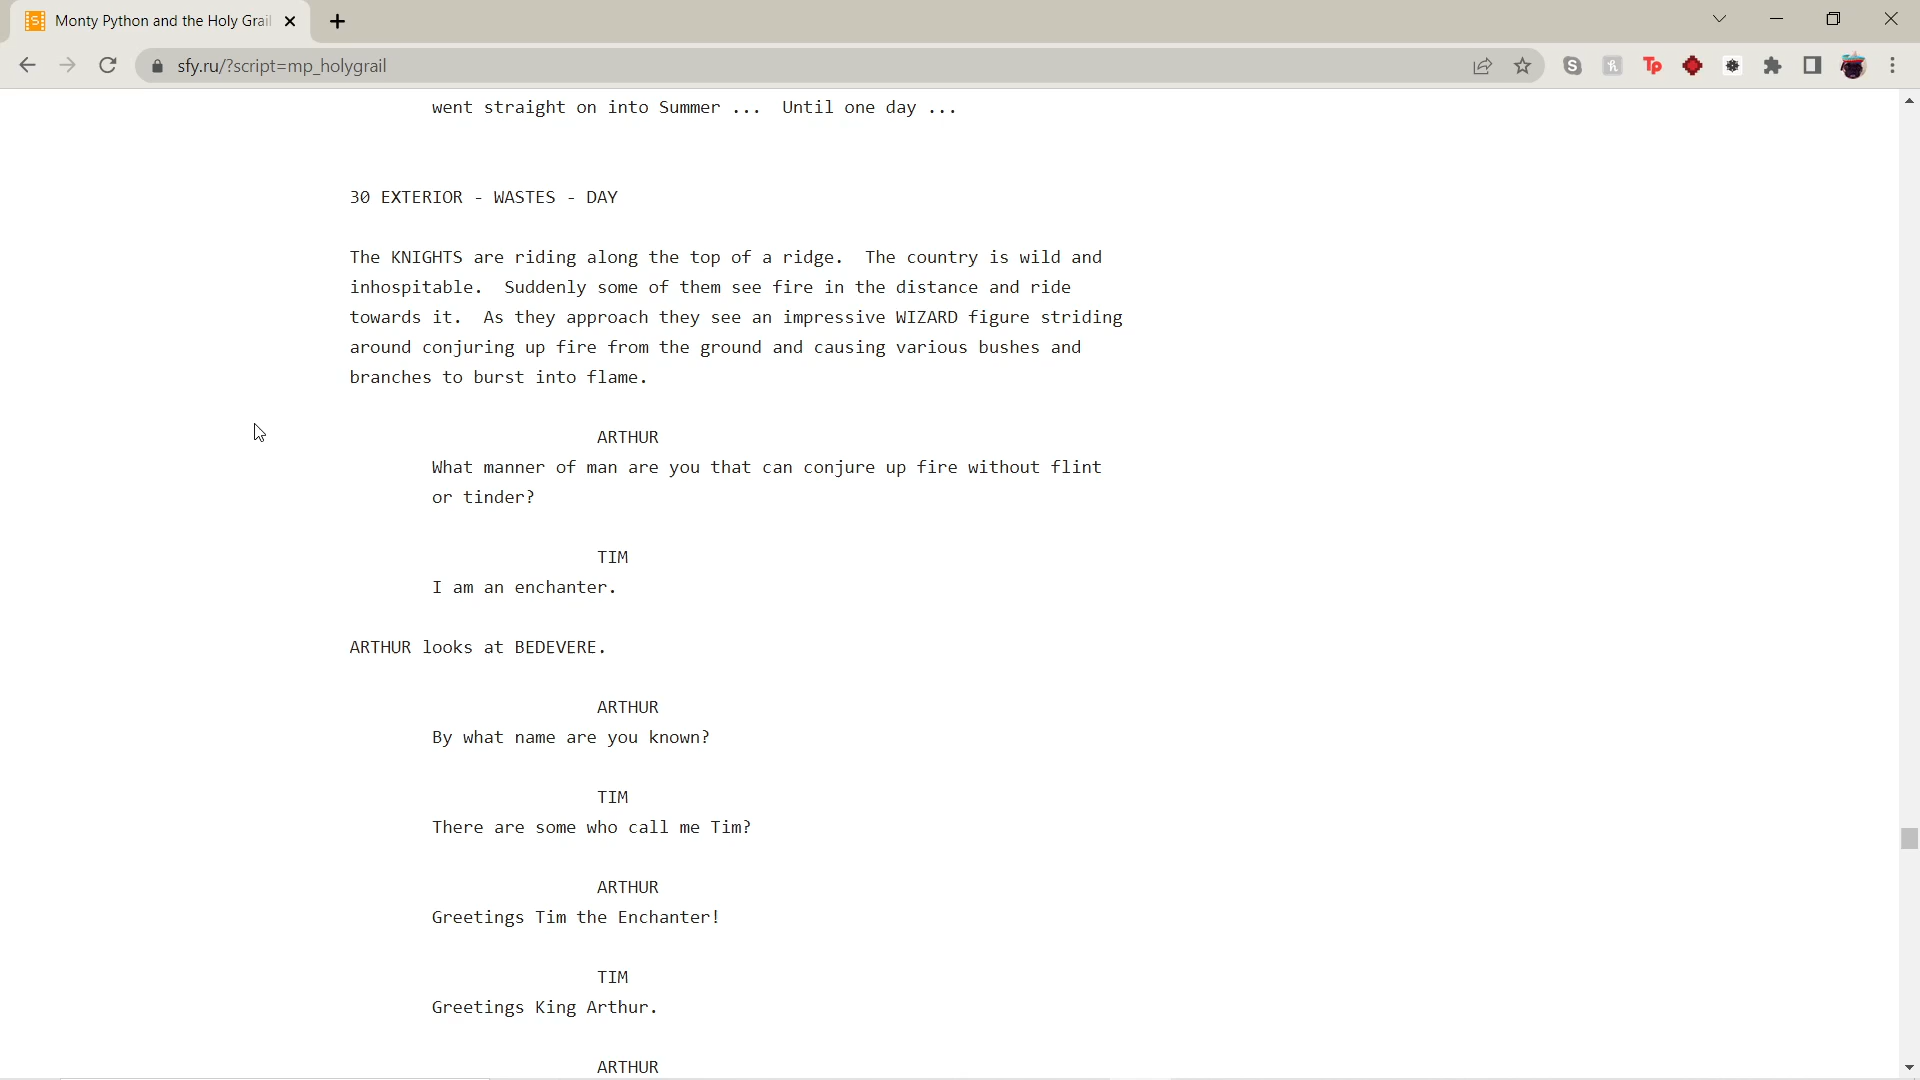 Monty Python and the Holy Grail
sfy.ru/?script=mp_holygrail
went straight on into Summer ... Until one day ...
30 EXTERIOR - WASTES - DAY
The KNIGHTS are riding along the top of a ridge. The country is wild and
inhospitable. Suddenly some of them see fire in the distance and ride
towards it. As they approach they see an impressive WIZARD figure striding
around conjuring up fire from the ground and causing various bushes and
branches to burst into flame.
ARTHUR
What manner of man are you that can conjure up fire without flint
or tinder?
TIM
I am an enchanter.
ARTHUR looks at BEDEVERE.
ARTHUR
By what name are you known?
TIM
There are some who call me Tim?
ARTHUR
Greetings Tim the Enchanter!
TIM
Greetings King Arthur.
ARTHUR